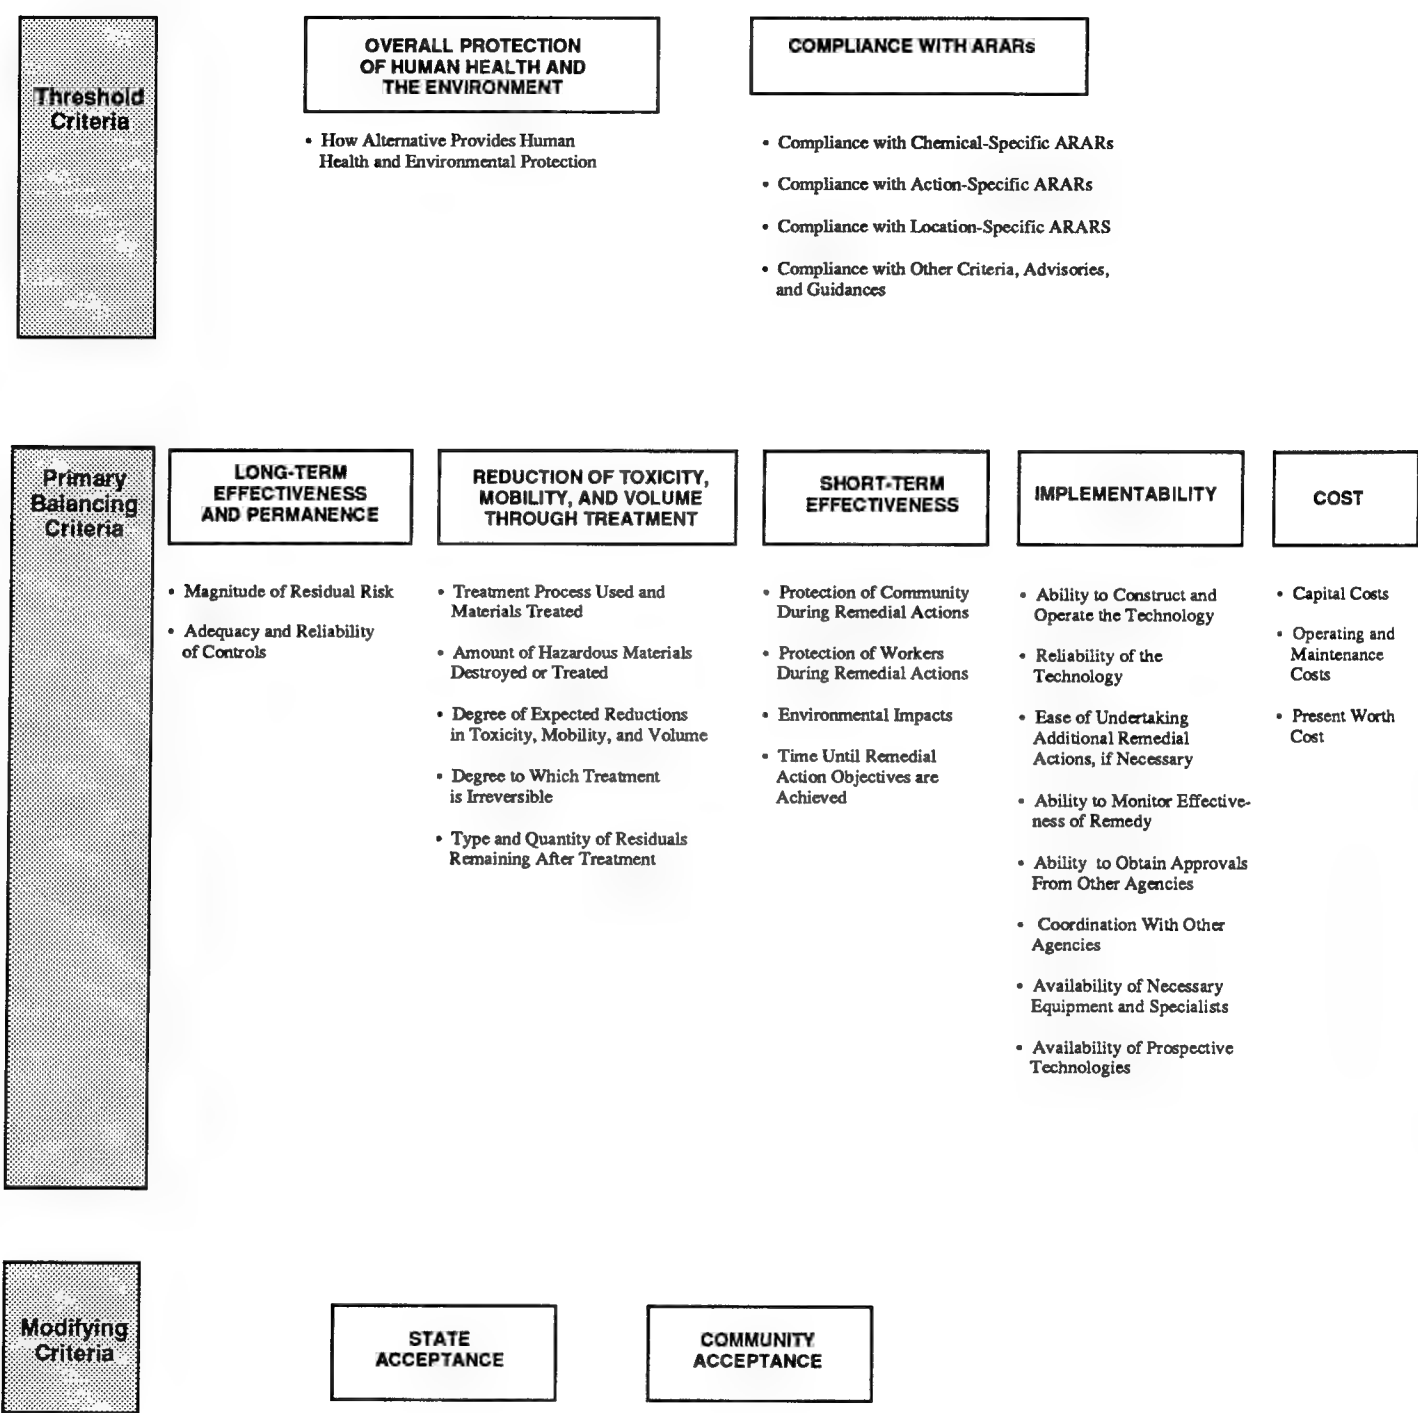 Threshold
Criteria
OVERALL PROTECTION
OF HUMAN HEALTH AND
THE ENVIRONMENT
• How Alternative Provides Human
Health and Environmental Protection
COMPLIANCE WITH ARARs
• Compliance with Chemical-Specific ARARs
• Compliance with Action-Specific ARARs
• Compliance with Location-Specific ARARS
• Compliance with Other Criteria, Advisories,
and Guidances
Primary
Balancing
Criteria
LONG-TERM
EFFECTIVENESS
AND PERMANENCE
• Magnitude of Residual Risk
• Adequacy and Reliability
of Controls
REDUCTION OF TOXICITY,
MOBILITY, AND VOLUME
THROUGH TREATMENT
• Treatment Process Used and
Materials Treated
• Amount of Hazardous Materials
Destroyed or Treated
• Degree of Expected Reductions
in Toxicity, Mobility, and Volume
• Degree to Which Treatment
is Irreversible
• Type and Quantity of Residuals
Remaining After Treatment
SHORT-TERM
EFFECTIVENESS
• Protection of Community
During Remedial Actions
• Protection of Workers
During Remedial Actions
• Environmental Impacts
• Time Until Remedial
Action Objectives are
Achieved
IMPLEMENTABILITY
• Ability to Construct and
Operate the Technology
• Reliability of the
Technology
• Ease of Undertaking
Additional Remedial
Actions, if Necessary
• Ability to Monitor Effective-
ness of Remedy
• Ability to Obtain Approvals
From Other Agencies
• Coordination With Other
Agencies
• Availability of Necessary
Equipment and Specialists
• Availability of Prospective
Technologies
COST
• Capital Costs
• Operating and
Maintenance
Costs
• Present Worth
Cost
Modifying
Criteria
STATE
ACCEPTANCE
COMMUNITY
ACCEPTANCE